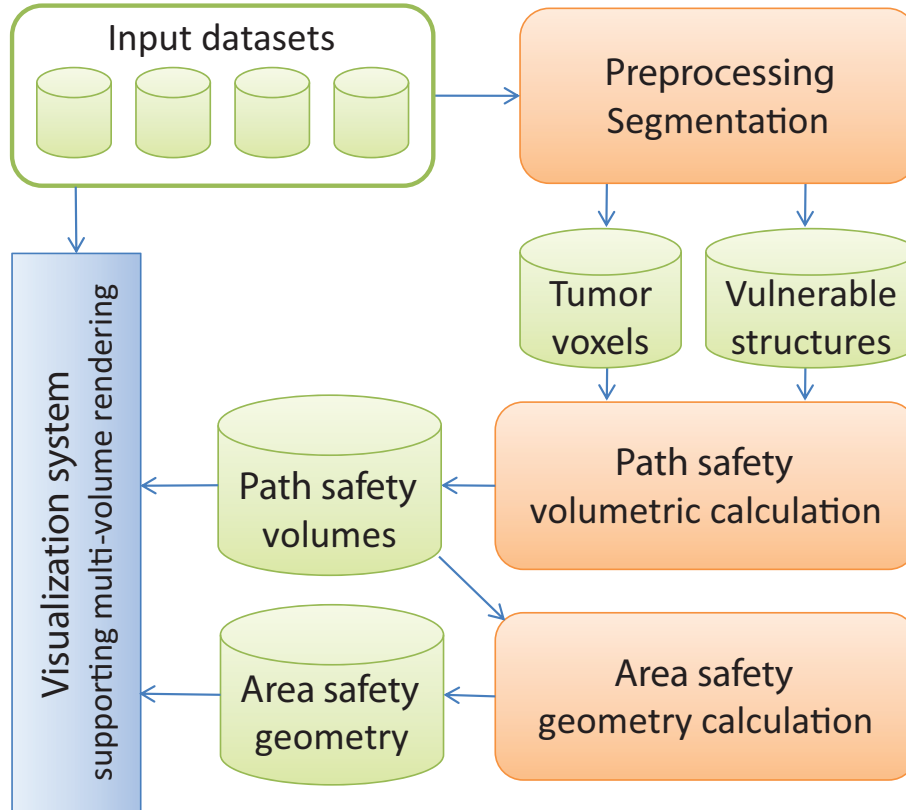 Input datasets
Preprocessing
Segmentation
Tumor
voxels
Vulnerable
structures
Visualization system
supporting multi-volume rendering
Path safety
volumes
Path safety
volumetric calculation
Area safety
geometry
Area safety
geometry calculation